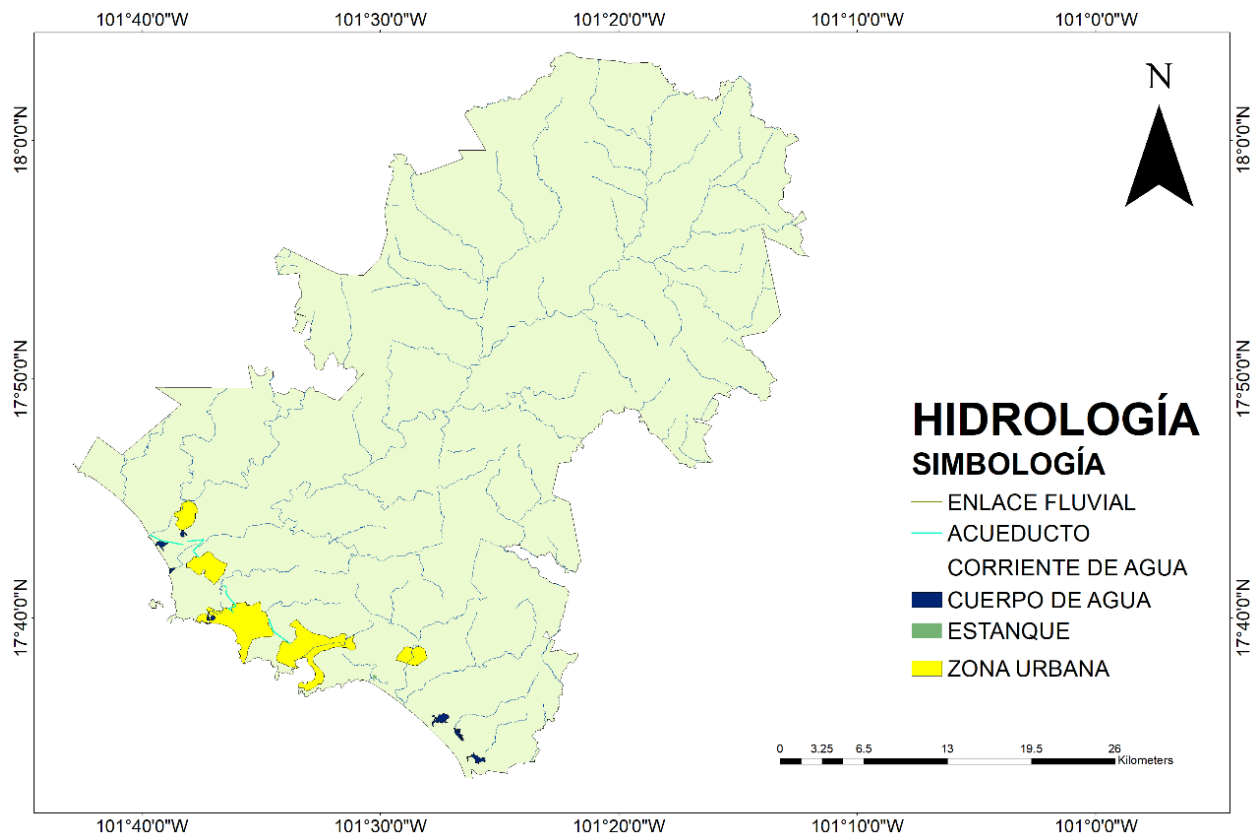 101°40'0"W 101°30'0"W 101°20'0"W 101°10'0"W 101°0'0"W
N
18°0'0"N 18°0'0"N
17°50'0"N 17°50'0"N
HIDROLOGÍA
SIMBOLOGÍA
ENLACE FLUVIAL
ACUEDUCTO
CORRIENTE DE AGUA
CUERPO DE AGUA
17°40'0"N 17°40'0"N
ESTANQUE
ZONA URBANA
0 3.25 6.5 13 19.5 26
Kilometers
101°40'0"W 101°30'0"W 101°20'0"W 101°10'0"W 101°0'0"W